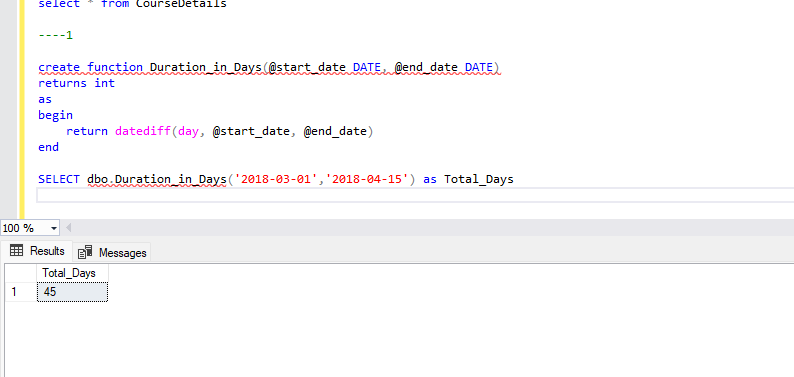 select * from CourseDetails
----1
create function Duration_in_Days(@start_date DATE, @end_date DATE)
returns int
as
begin
return datediff(day, @start_date, @end_date)
end
SELECT dbo.Duration_in_Days('2018-03-01','2018-04-15') as Total_Days
100 %
Results Messages
Total_Days
1 45